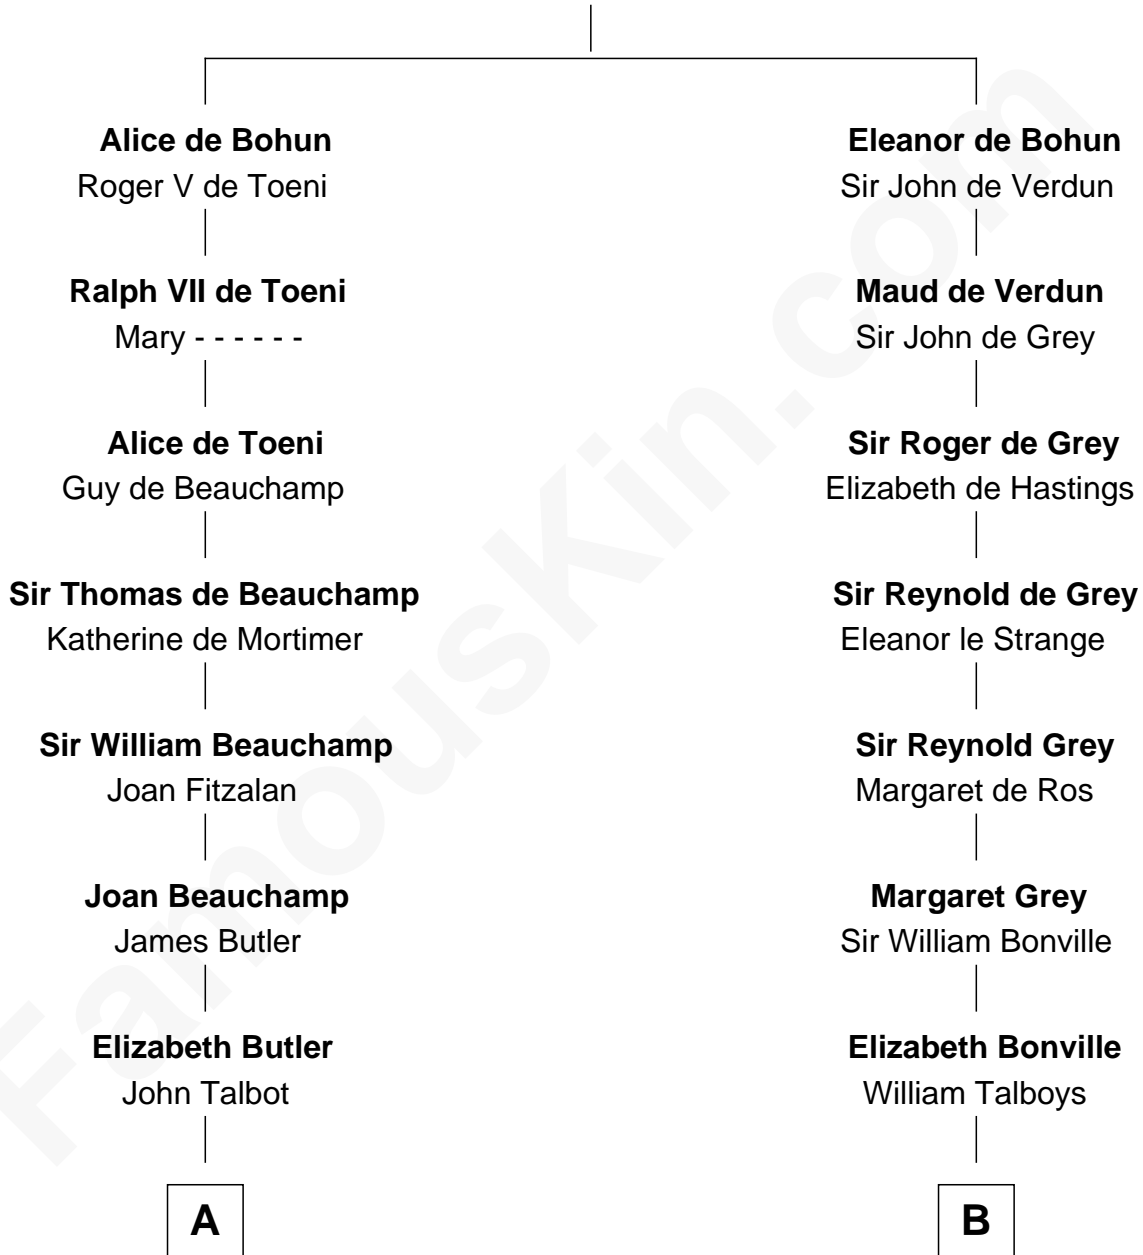 Alice de Bohun
Roger V de Toeni
Ralph VII de Toeni
Mary - - - - - -
Alice de Toeni
Guy de Beauchamp
Sir Thomas de Beauchamp
Katherine de Mortimer
Sir William Beauchamp
Joan Fitzalan
Joan Beauchamp
James Butler
Elizabeth Butler
John Talbot
A
Eleanor de Bohun
Sir John de Verdun
Maud de Verdun
Sir John de Grey
Sir Roger de Grey
Elizabeth de Hastings
Sir Reynold de Grey
Eleanor le Strange
Sir Reynold Grey
Margaret de Ros
Margaret Grey
Sir William Bonville
Elizabeth Bonville
William Talboys
B
FamousKin.com